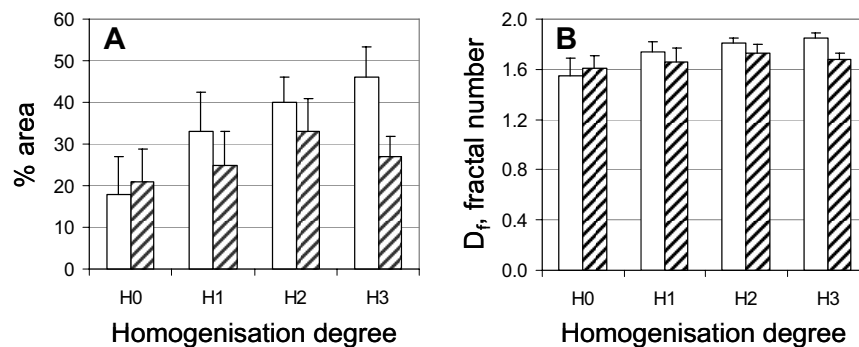 A
% area
60
50
40
30
20
10
0
H0 H1 H2 H3
Homogenisation degree
B
Df, fractal number
2.0
1.6
1.2
0.8
0.4
0.0
H0 H1 H2 H3
Homogenisation degree